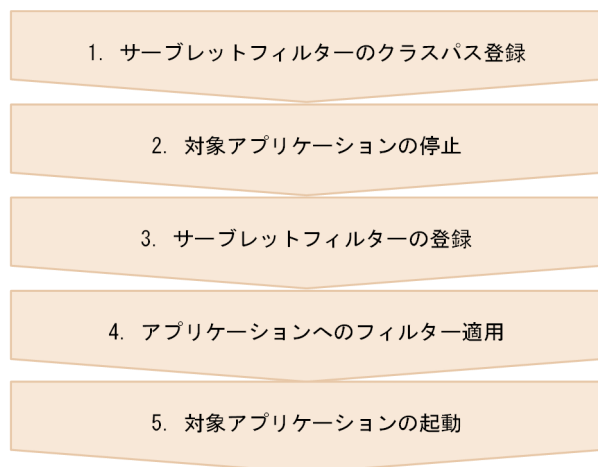 1. サーブレットフィルターのクラスパス登録
2. 対象アプリケーションの停止
3. サーブレットフィルターの登録
4. アプリケーションへのフィルター適用
5. 対象アプリケーションの起動